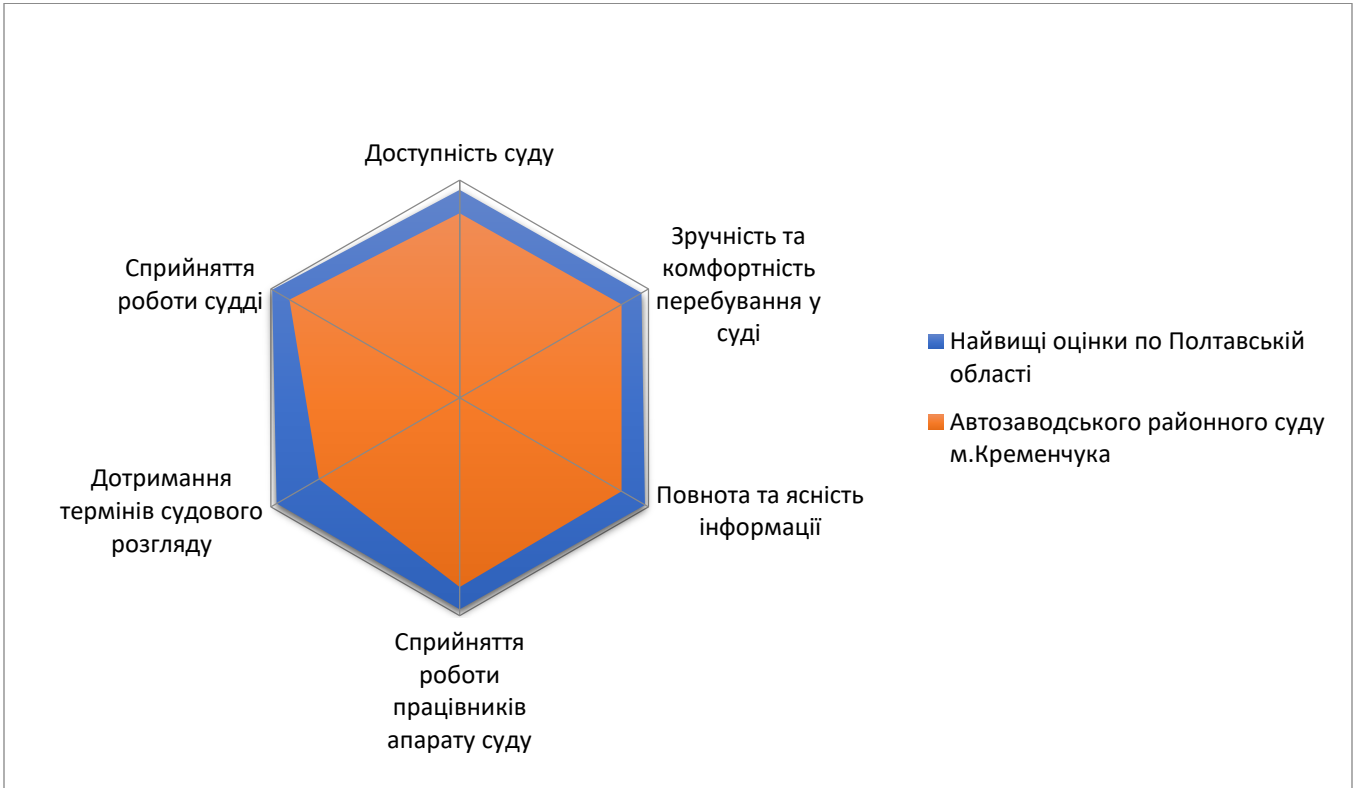 Доступність суду
Зручність та
комфортність
перебування у
суді
Повнота та ясність
інформації
Сприйняття
роботи
працівників
апарату суду
Дотримання
термінів судового
розгляду
Сприйняття
роботи судді
Найвищі оцінки по Полтавській
області
Автозаводського районного суду
м.Кременчука